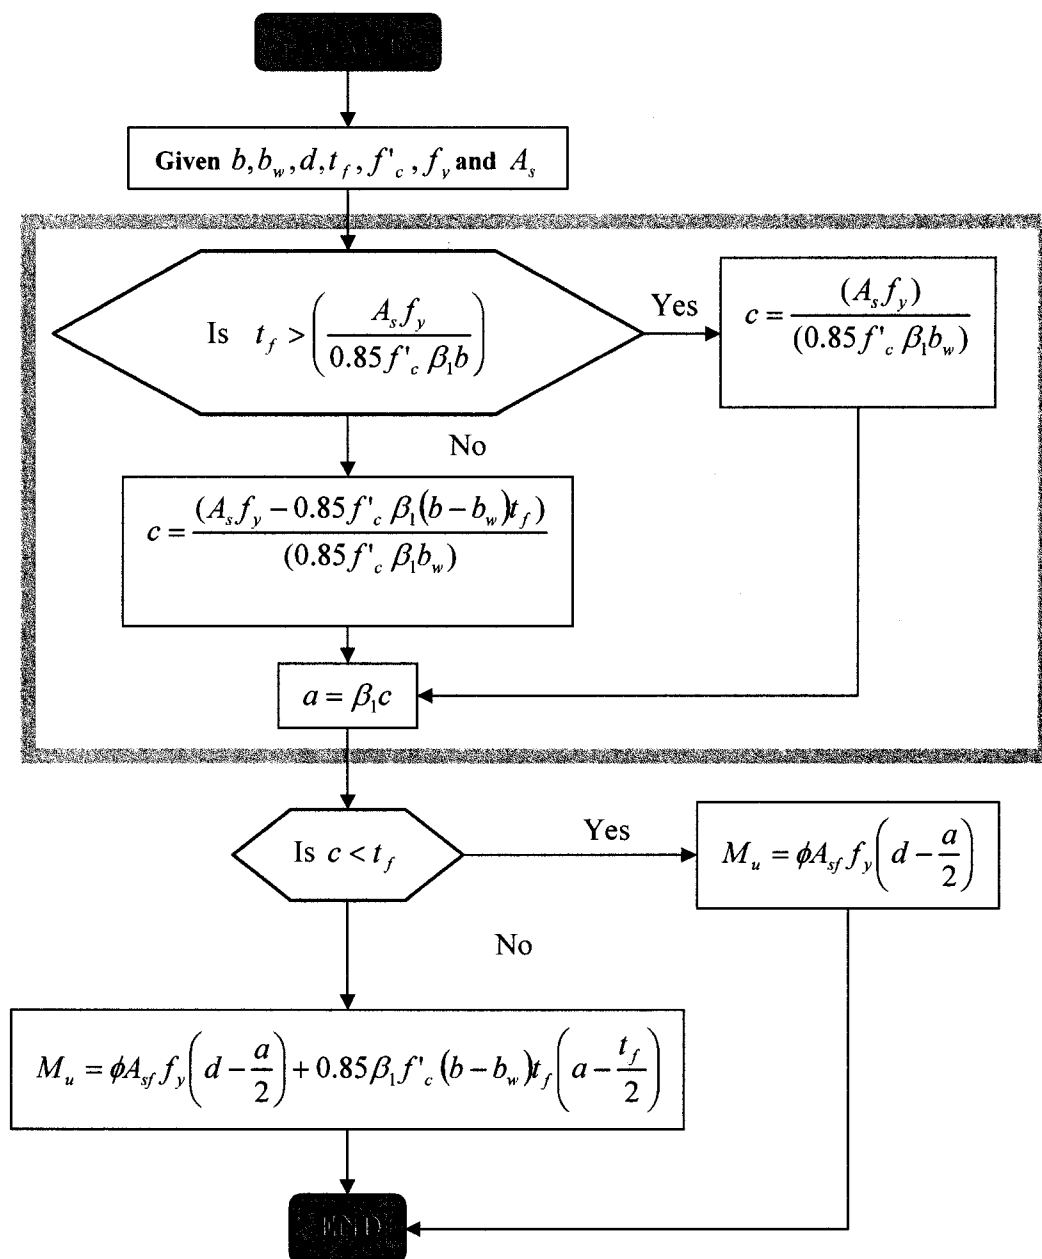 Given b, b_w, d, t_f, f'_c, f_y and A_s
Is t_f > (A_s f_y / 0.85 f'_c β_1 b)
Yes
c = (A_s f_y) / (0.85 f'_c β_1 b_w)
No
c = (A_s f_y − 0.85 f'_c β_1 (b − b_w) t_f) / (0.85 f'_c β_1 b_w)
a = β_1 c
Is c < t_f
Yes
M_u = φ A_sf f_y (d − a/2)
No
M_u = φ A_sf f_y (d − a/2) + 0.85 β_1 f'_c (b − b_w) t_f (a − t_f/2)
END